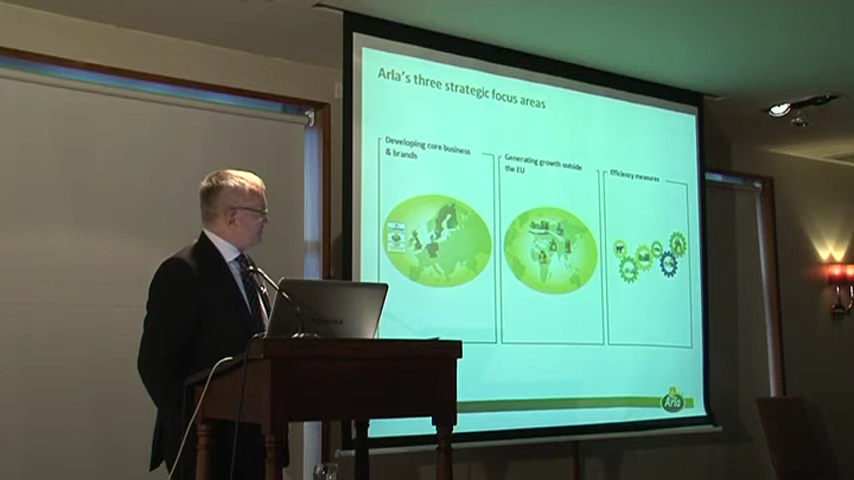 Arla's three strategic focus areas
Developing core business
& brands
Generating growth outside
the EU
Efficiency measures
Arla